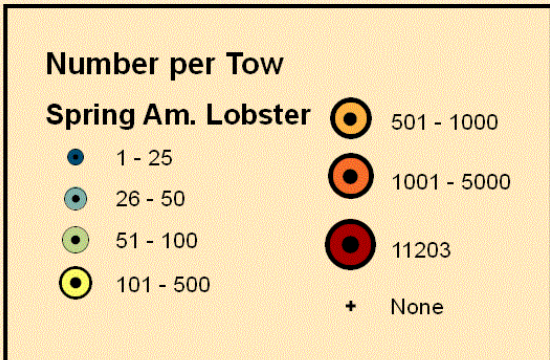 Number per Tow
Spring Am. Lobster
1 - 25
26 - 50
51 - 100
101 - 500
501 - 1000
1001 - 5000
11203
None